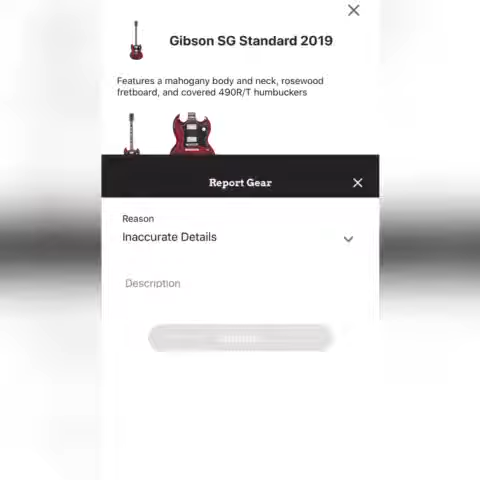 Gibson SG Standard 2019
Features a mahogany body and neck, rosewood
fretboard, and covered 490R/T humbuckers
Report Gear
Reason
Inaccurate Details
Description